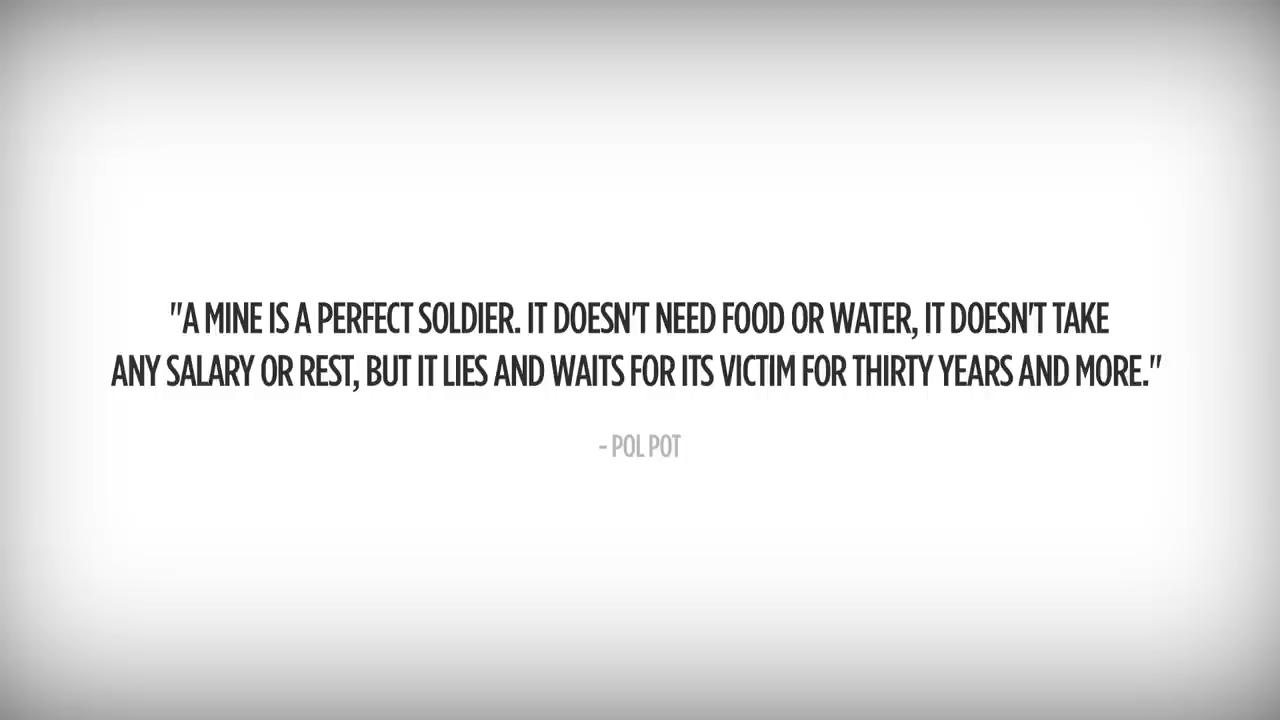 "A MINE IS A PERFECT SOLDIER. IT DOESN'T NEED FOOD OR WATER, IT DOESN'T TAKE
ANY SALARY OR REST, BUT IT LIES AND WAITS FOR ITS VICTIM FOR THIRTY YEARS AND MORE."
- POL POT